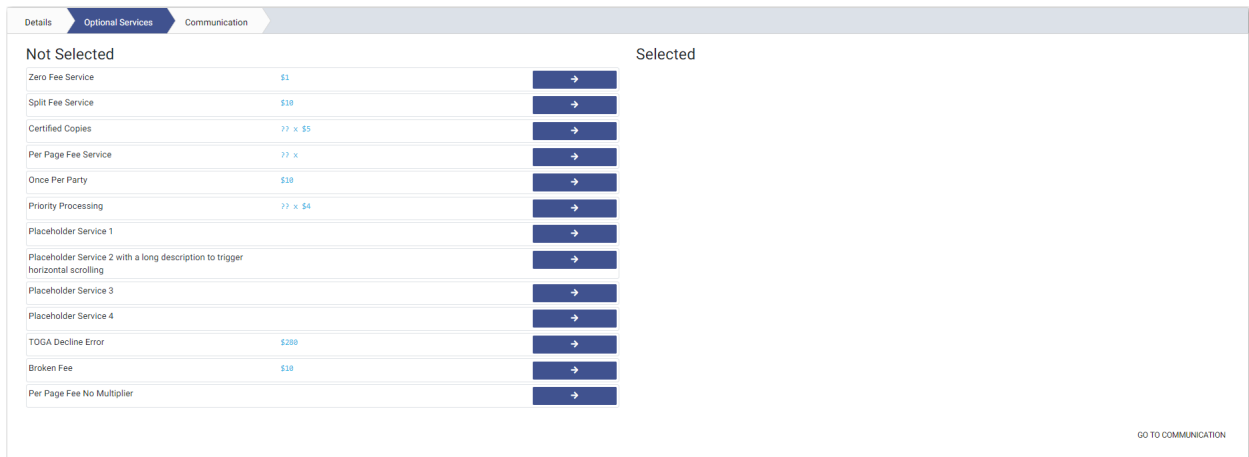 Details
Optional Services
Communication
Not Selected
Selected
Zero Fee Service $1
Split Fee Service $10
Certified Copies ?? x $5
Per Page Fee Service ?? x
Once Per Party $10
Priority Processing ?? x $4
Placeholder Service 1
Placeholder Service 2 with a long description to trigger
horizontal scrolling
Placeholder Service 3
Placeholder Service 4
TOGA Decline Error $200
Broken Fee $10
Per Page Fee No Multiplier
GO TO COMMUNICATION